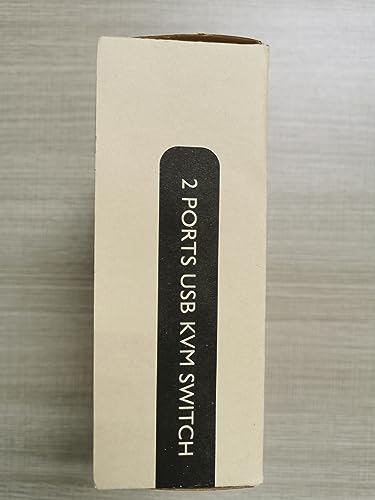 2 PORTS USB KVM SWITCH